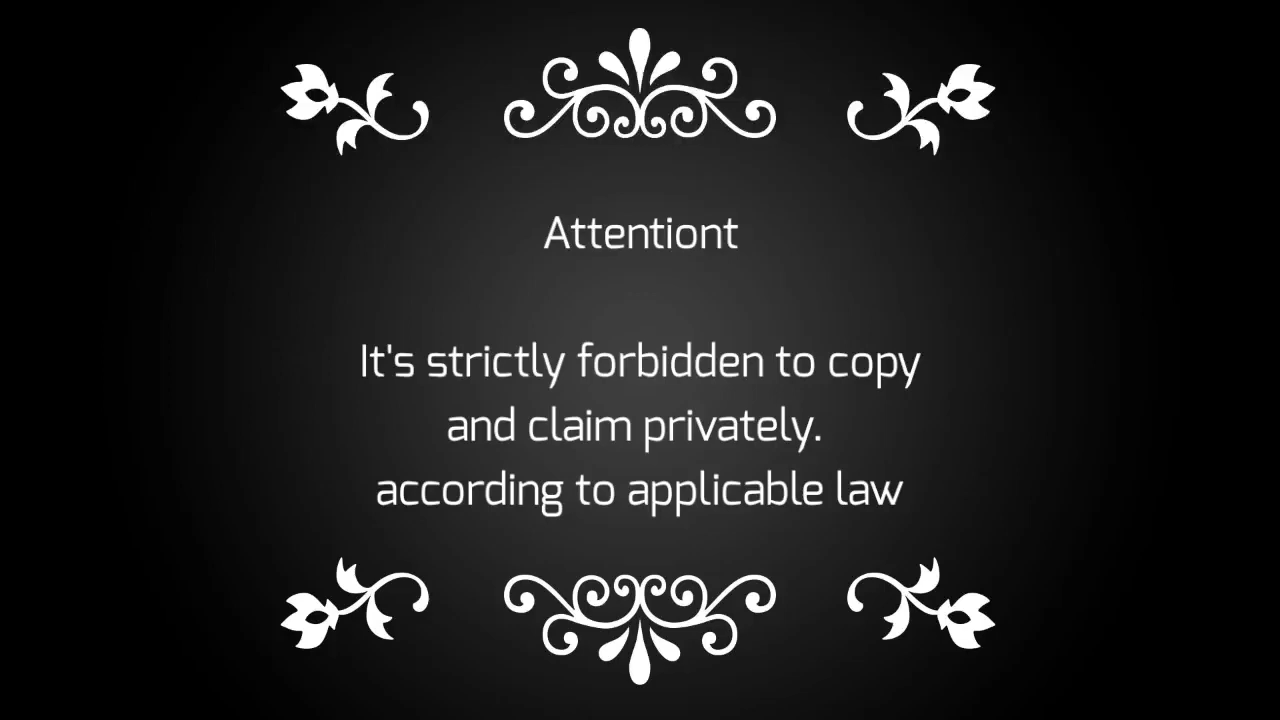 Attentiont
It's strictly forbidden to copy
and claim privately.
according to applicable law